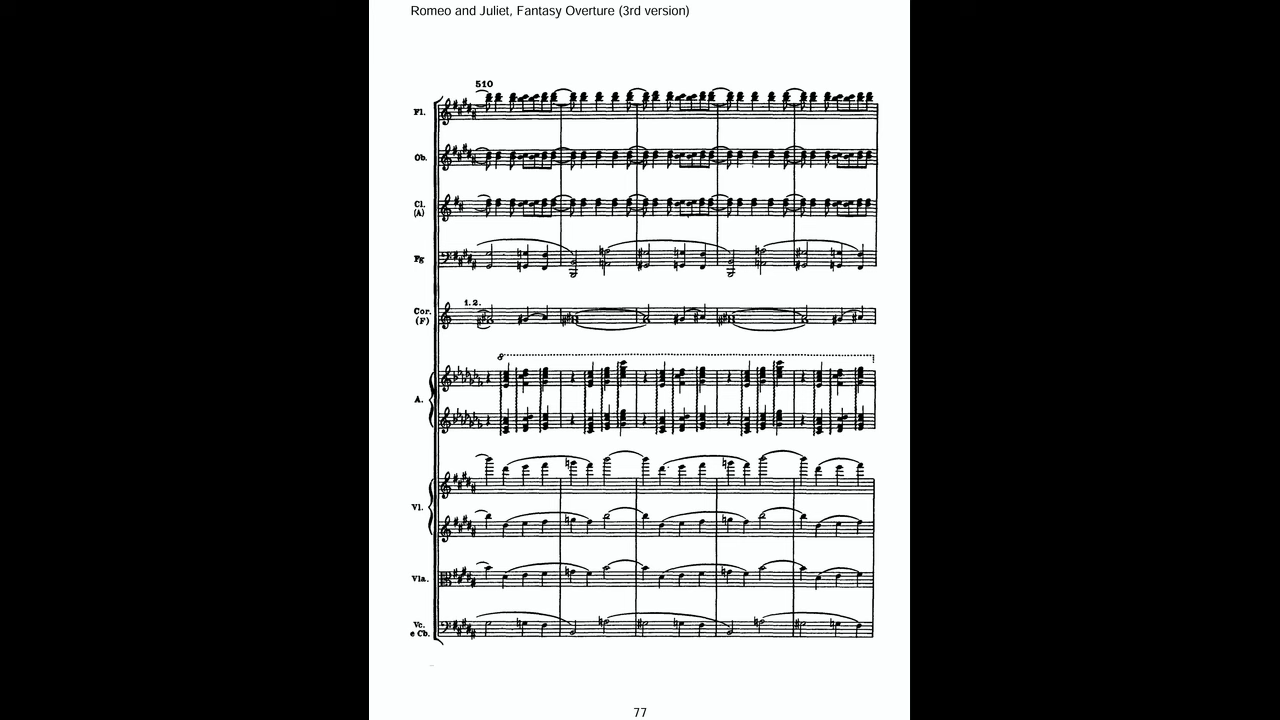 Romeo and Juliet, Fantasy Overture (3rd version)
510
Fl.
Ob.
Cl.
(A)
Fg
1.2.
Cor.
(F)
8
A.
Vl.
Vla.
Vc.
e Cb.
77